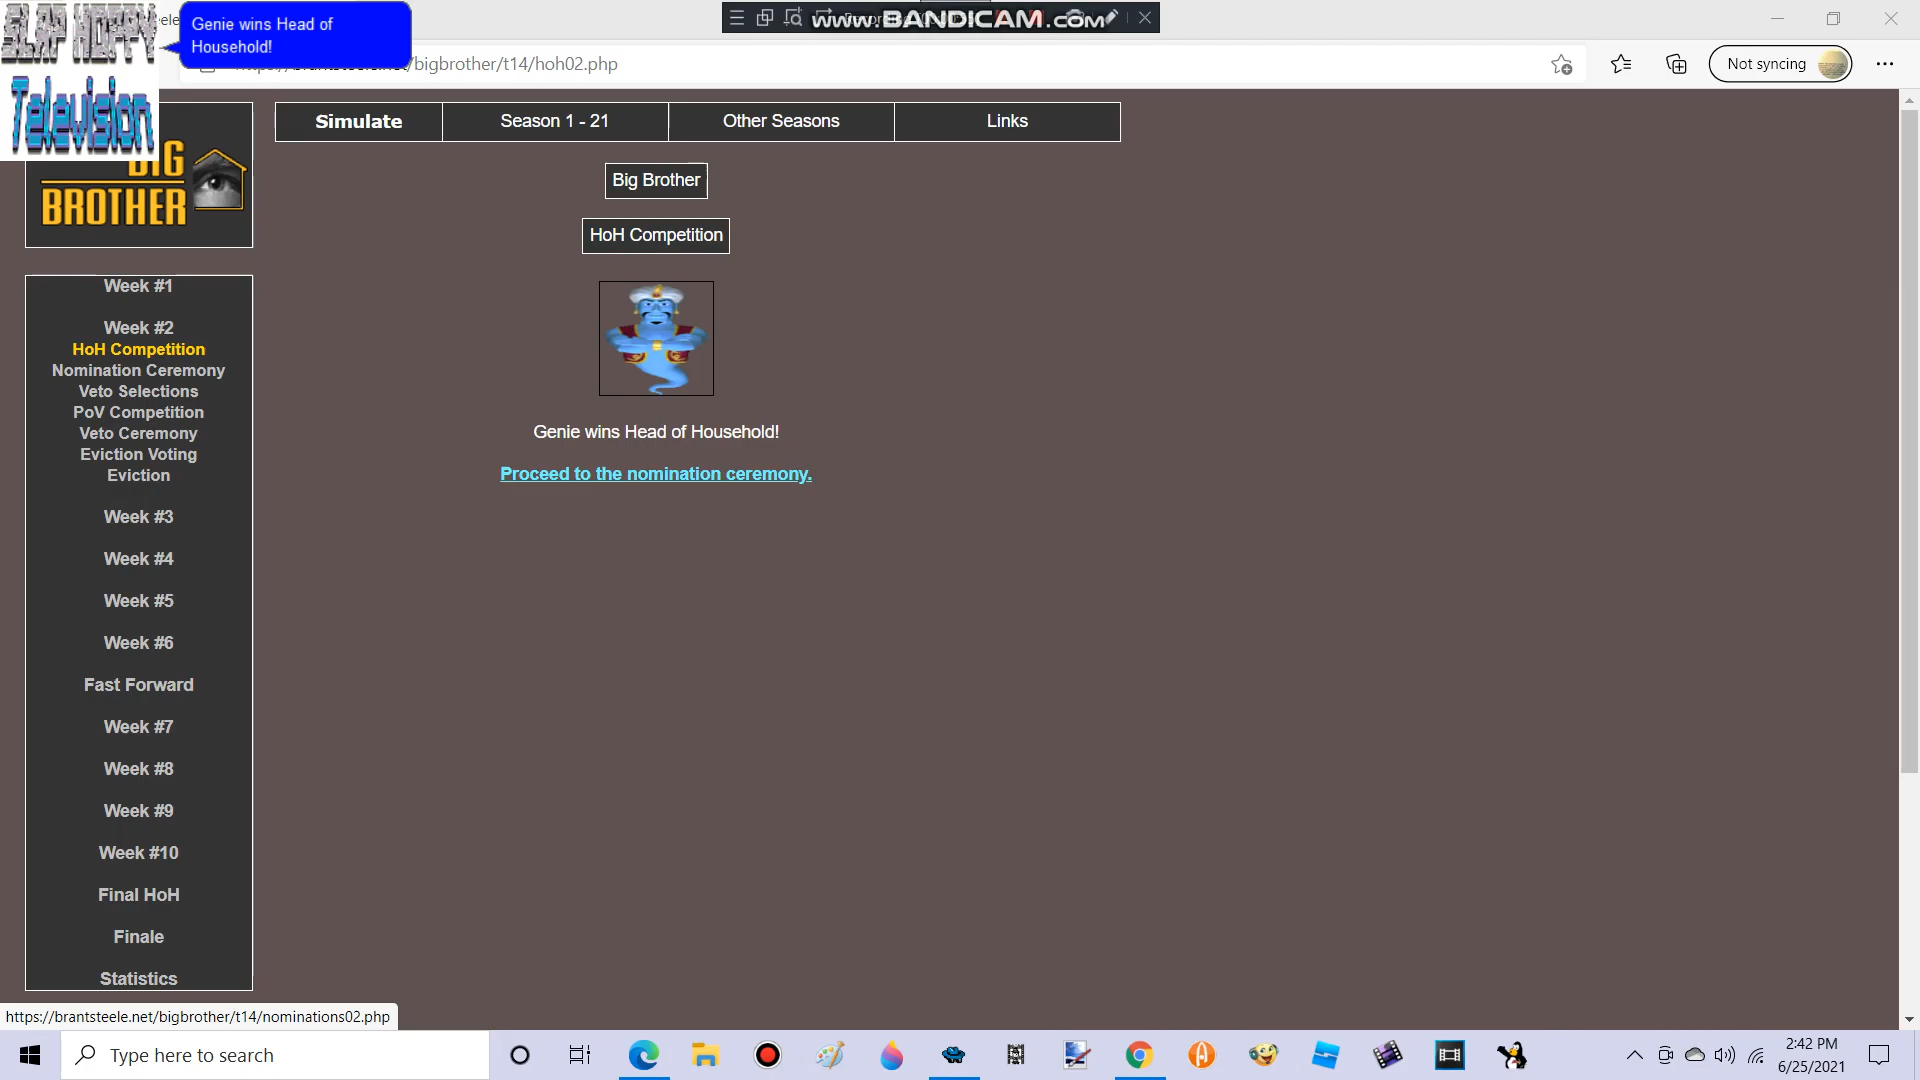 SLAP HAPPY
Television
Genie wins Head of
Household!
www.BANDICAM.com
/bigbrother/t14/hoh02.php
Not syncing
BIG
BROTHER
Simulate
Season 1 - 21
Other Seasons
Links
Big Brother
HoH Competition
Genie wins Head of Household!
Proceed to the nomination ceremony.
Week #1
Week #2
HoH Competition
Nomination Ceremony
Veto Selections
PoV Competition
Veto Ceremony
Eviction Voting
Eviction
Week #3
Week #4
Week #5
Week #6
Fast Forward
Week #7
Week #8
Week #9
Week #10
Final HoH
Finale
Statistics
https://brantsteele.net/bigbrother/t14/nominations02.php
Type here to search
2:42 PM
6/25/2021